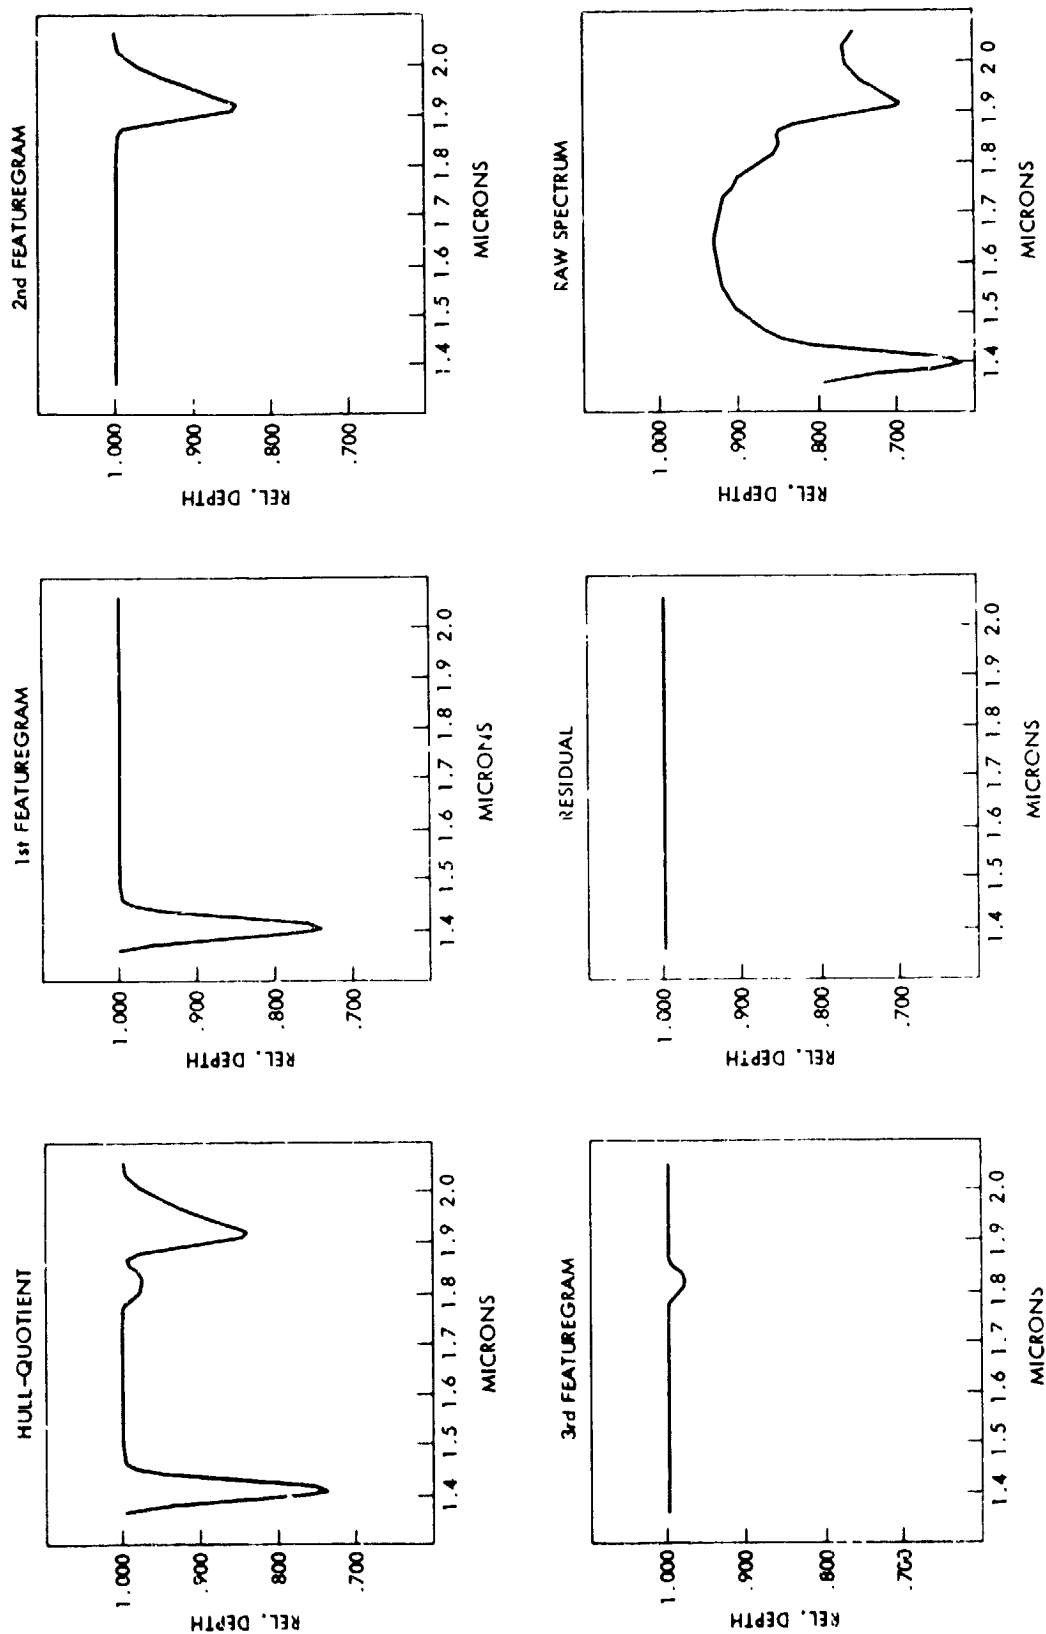 HULL-QUOTIENT
REL. DEPTH
1.000
.900
.800
.700
1.4 1.5 1.6 1.7 1.8 1.9 2.0
MICRONS
1st FEATUREGRAM
REL. DEPTH
1.000
.900
.800
.700
1.4 1.5 1.6 1.7 1.8 1.9 2.0
MICRONS
2nd FEATUREGRAM
REL. DEPTH
1.000
.900
.800
.700
1.4 1.5 1.6 1.7 1.8 1.9 2.0
MICRONS
3rd FEATUREGRAM
REL. DEPTH
1.000
.900
.800
.700
1.4 1.5 1.6 1.7 1.8 1.9 2.0
MICRONS
RESIDUAL
REL. DEPTH
1.000
.900
.800
.700
1.4 1.5 1.6 1.7 1.8 1.9 2.0
MICRONS
RAW SPECTRUM
REL. DEPTH
1.000
.900
.800
.700
1.4 1.5 1.6 1.7 1.8 1.9 2 0
MICRONS